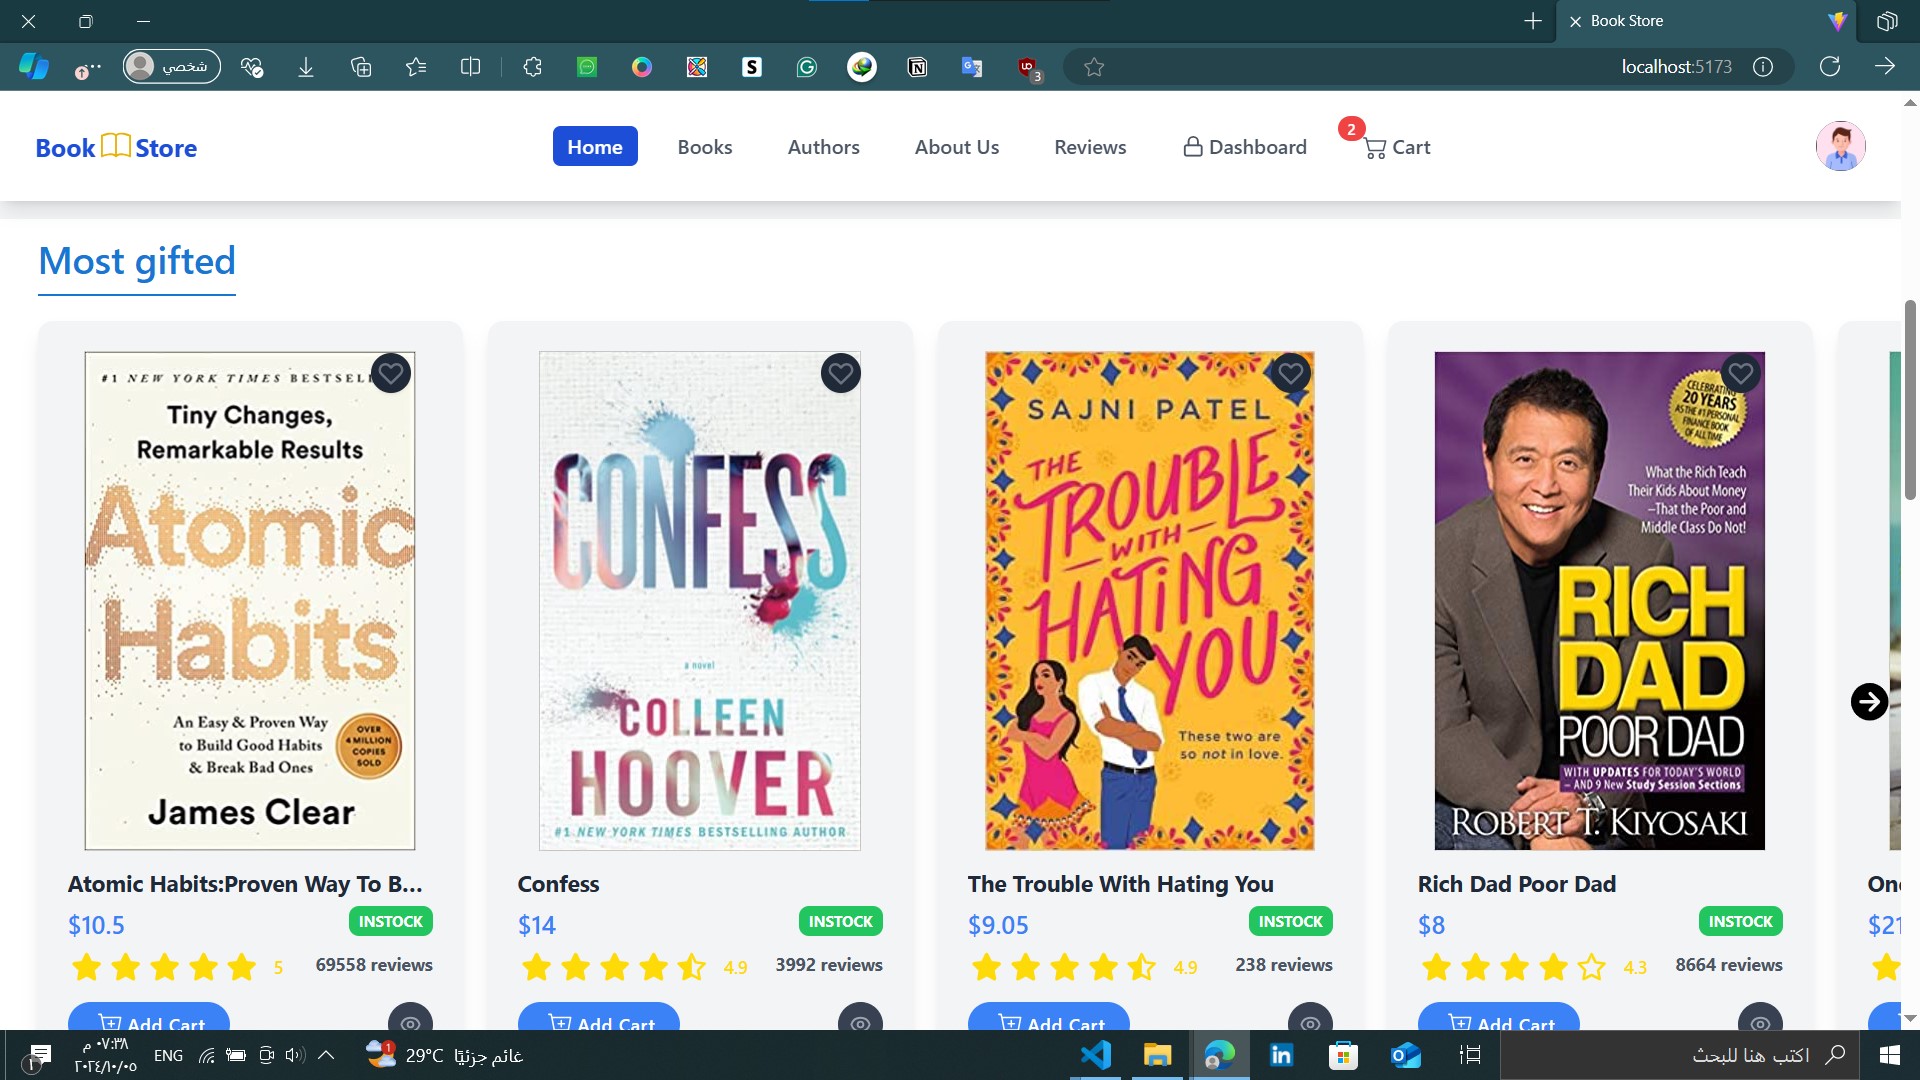 Book Store
شخصي
3
localhost:5173
Book Store
Home
Books
Authors
About Us
Reviews
Dashboard
2
Cart
Most gifted
#1 NEW YORK TIMES BESTSELL
Tiny Changes,
Remarkable Results
Atomic
Habits
An Easy & Proven Way
to Build Good Habits
& Break Bad Ones
OVER
4 MILLION
COPIES
SOLD
James Clear
Atomic Habits:Proven Way To B...
$10.5
INSTOCK
5
69558 reviews
Add Cart
CONFESS
a novel
COLLEEN
HOOVER
#1 NEW YORK TIMES BESTSELLING AUTHOR
Confess
$14
INSTOCK
4.9
3992 reviews
Add Cart
SAJNI PATEL
THE
TROUBLE
WITH
HATING
YOU
These two are
so not in love.
The Trouble With Hating You
$9.05
INSTOCK
4.9
238 reviews
Add Cart
CELEBRATING
20 YEARS
AS THE #1 PERSONAL
FINANCE BOOK
OF ALL TIME
What the Rich Teach
Their Kids About Money
–That the Poor and
Middle Class Do Not!
RICH
DAD
POOR DAD
WITH UPDATES FOR TODAY'S WORLD
– AND 9 New Study Session Sections
ROBERT T. KIYOSAKI
Rich Dad Poor Dad
$8
INSTOCK
4.3
8664 reviews
Add Cart
On
$21
١
٠٧:٣٨ م
٢٠٢٤/١٠/٠٥
ENG
1
29°C غائم جزئيًا
اكتب هنا للبحث